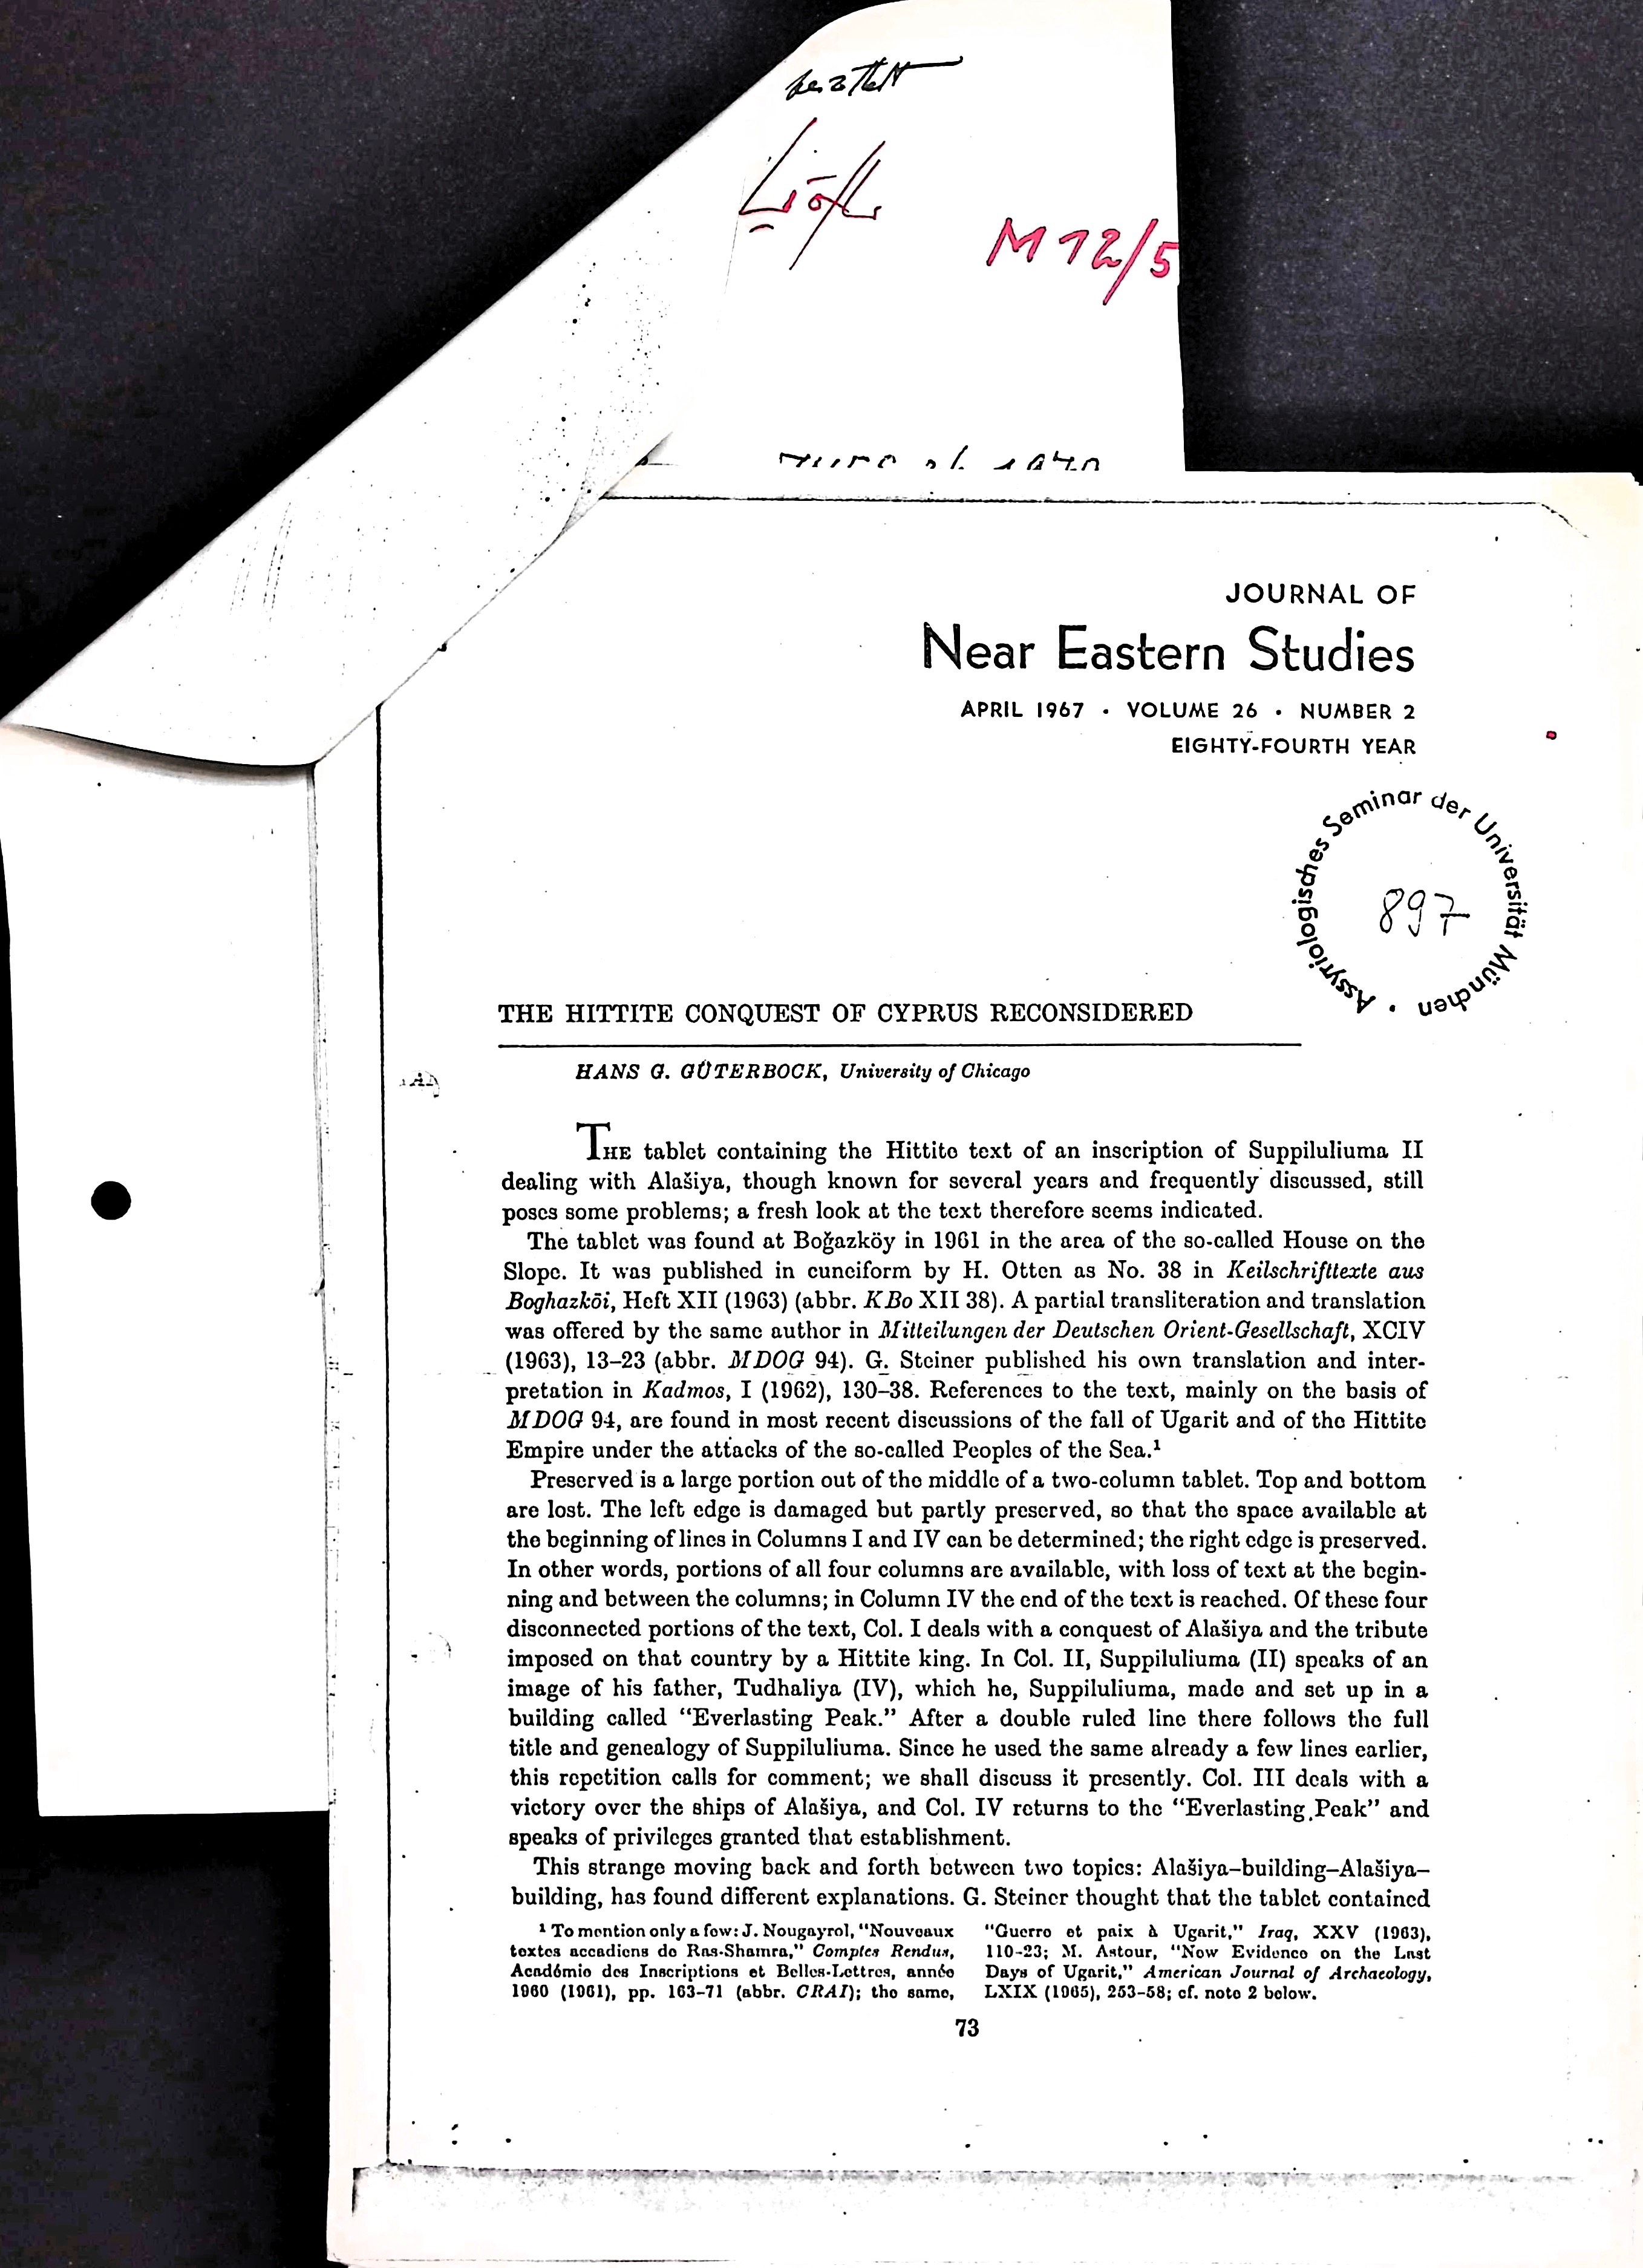 M 12/5
JOURNAL OF
Near Eastern Studies
APRIL 1967 • VOLUME 26 • NUMBER 2
EIGHTY-FOURTH YEAR
Assyriologisches Seminar der Universität München •
897
THE HITTITE CONQUEST OF CYPRUS RECONSIDERED
HANS G. GÜTERBOCK, University of Chicago
THE tablet containing the Hittite text of an inscription of Suppiluliuma II
dealing with Alašiya, though known for several years and frequently discussed, still
poses some problems; a fresh look at the text therefore seems indicated.
The tablet was found at Boğazköy in 1961 in the area of the so-called House on the
Slope. It was published in cuneiform by H. Otten as No. 38 in Keilschrifttexte aus
Boghazköi, Heft XII (1963) (abbr. KBo XII 38). A partial transliteration and translation
was offered by the same author in Mitteilungen der Deutschen Orient-Gesellschaft, XCIV
(1963), 13–23 (abbr. MDOG 94). G. Steiner published his own translation and inter-
pretation in Kadmos, I (1962), 130–38. References to the text, mainly on the basis of
MDOG 94, are found in most recent discussions of the fall of Ugarit and of the Hittite
Empire under the attacks of the so-called Peoples of the Sea.¹
Preserved is a large portion out of the middle of a two-column tablet. Top and bottom
are lost. The left edge is damaged but partly preserved, so that the space available at
the beginning of lines in Columns I and IV can be determined; the right edge is preserved.
In other words, portions of all four columns are available, with loss of text at the begin-
ning and between the columns; in Column IV the end of the text is reached. Of these four
disconnected portions of the text, Col. I deals with a conquest of Alašiya and the tribute
imposed on that country by a Hittite king. In Col. II, Suppiluliuma (II) speaks of an
image of his father, Tudhaliya (IV), which he, Suppiluliuma, made and set up in a
building called “Everlasting Peak.” After a double ruled line there follows the full
title and genealogy of Suppiluliuma. Since he used the same already a few lines earlier,
this repetition calls for comment; we shall discuss it presently. Col. III deals with a
victory over the ships of Alašiya, and Col. IV returns to the “Everlasting Peak” and
speaks of privileges granted that establishment.
This strange moving back and forth between two topics: Alašiya–building–Alašiya–
building, has found different explanations. G. Steiner thought that the tablet contained
¹ To mention only a few: J. Nougayrol, “Nouveaux
textes accadiens de Ras-Shamra,” Comptes Rendus,
Académie des Inscriptions et Belles-Lettres, année
1960 (1961), pp. 163–71 (abbr. CRAI); the same,
“Guerre et paix à Ugarit,” Iraq, XXV (1963),
110–23; M. Astour, “New Evidence on the Last
Days of Ugarit,” American Journal of Archaeology,
LXIX (1965), 253–58; cf. note 2 below.
73